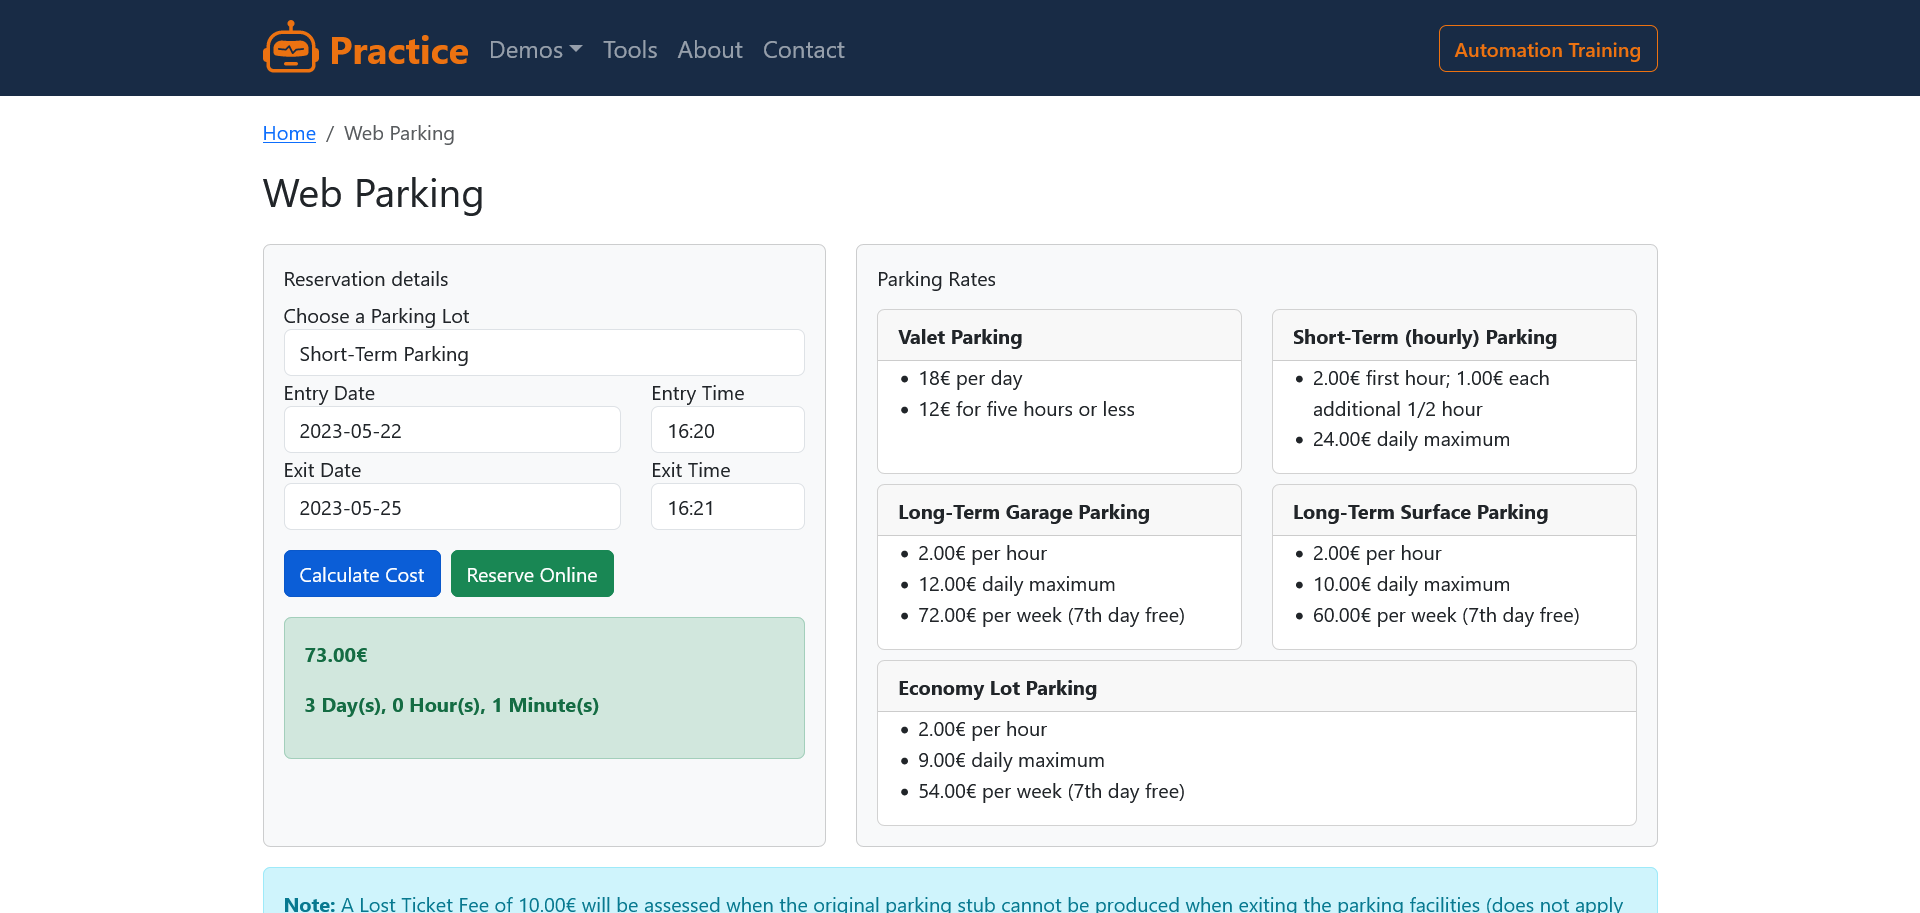 Practice Demos Tools About Contact Automation Training
Home / Web Parking
Web Parking
Reservation details
Choose a Parking Lot
Short-Term Parking
Entry Date Entry Time
2023-05-22 16:20
Exit Date Exit Time
2023-05-25 16:21
Calculate Cost Reserve Online
73.00€
3 Day(s), 0 Hour(s), 1 Minute(s)
Parking Rates
Valet Parking
• 18€ per day
• 12€ for five hours or less
Short-Term (hourly) Parking
• 2.00€ first hour; 1.00€ each
additional 1/2 hour
• 24.00€ daily maximum
Long-Term Garage Parking
• 2.00€ per hour
• 12.00€ daily maximum
• 72.00€ per week (7th day free)
Long-Term Surface Parking
• 2.00€ per hour
• 10.00€ daily maximum
• 60.00€ per week (7th day free)
Economy Lot Parking
• 2.00€ per hour
• 9.00€ daily maximum
• 54.00€ per week (7th day free)
Note: A Lost Ticket Fee of 10.00€ will be assessed when the original parking stub cannot be produced when exiting the parking facilities (does not apply